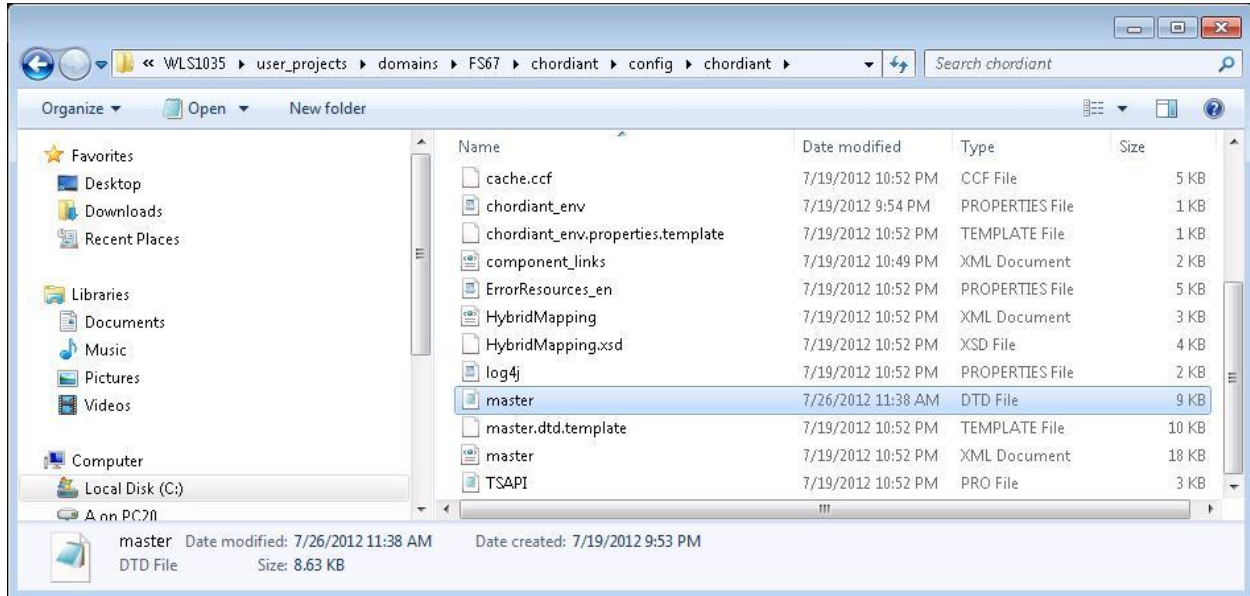 « WLS1035 ▸ user_projects ▸ domains ▸ FS67 ▸ chordiant ▸ config ▸ chordiant ▸ Search chordiant
Organize Open New folder
Favorites
Desktop
Downloads
Recent Places
Libraries
Documents
Music
Pictures
Videos
Computer
Local Disk (C:)
A on PC20
Name Date modified Type Size
cache.ccf 7/19/2012 10:52 PM CCF File 5 KB
chordiant_env 7/19/2012 9:54 PM PROPERTIES File 1 KB
chordiant_env.properties.template 7/19/2012 10:52 PM TEMPLATE File 1 KB
component_links 7/19/2012 10:49 PM XML Document 2 KB
ErrorResources_en 7/19/2012 10:52 PM PROPERTIES File 5 KB
HybridMapping 7/19/2012 10:52 PM XML Document 3 KB
HybridMapping.xsd 7/19/2012 10:52 PM XSD File 4 KB
log4j 7/19/2012 10:52 PM PROPERTIES File 2 KB
master 7/26/2012 11:38 AM DTD File 9 KB
master.dtd.template 7/19/2012 10:52 PM TEMPLATE File 10 KB
master 7/19/2012 10:52 PM XML Document 18 KB
TSAPI 7/19/2012 10:52 PM PRO File 3 KB
master Date modified: 7/26/2012 11:38 AM Date created: 7/19/2012 9:53 PM
DTD File Size: 8.63 KB